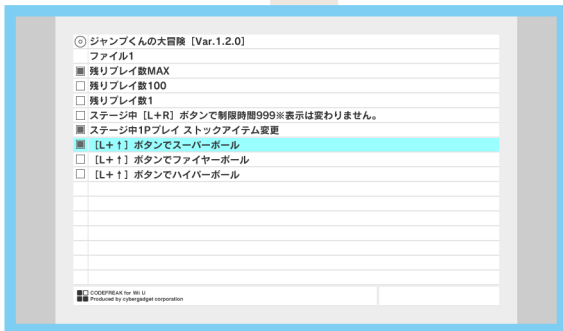 ジャンプくんの大冒険［Var.1.2.0］
ファイル1
残りプレイ数MAX
残りプレイ数100
残りプレイ数1
ステージ中［L+R］ボタンで制限時間999※表示は変わりません。
ステージ中1Pプレイ ストックアイテム変更
［L+↑］ボタンでスーパーボール
［L+↑］ボタンでファイヤーボール
［L+↑］ボタンでハイパーボール
CODEFREAK for Wii U
Produced by cybergadget corporation